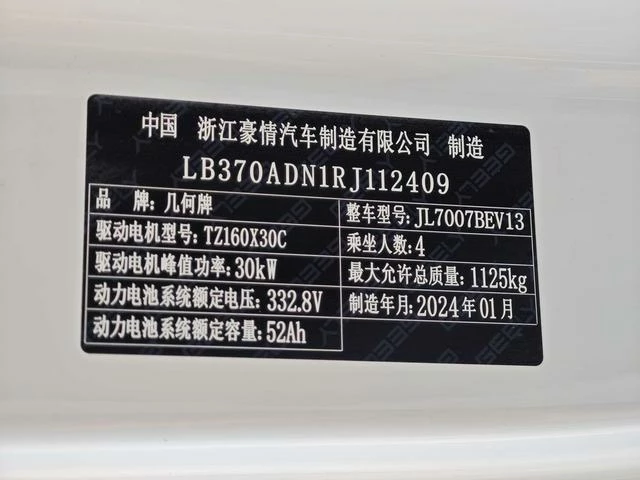 中国 浙江豪情汽车制造有限公司 制造
LB370ADN1RJ112409
品 牌: 几何牌
整车型号: JL7007BEV13
驱动电机型号: TZ160X30C
乘坐人数: 4
驱动电机峰值功率: 30kW
最大允许总质量: 1125kg
动力电池系统额定电压: 332.8V
制造年月: 2024年01月
动力电池系统额定容量: 52Ah